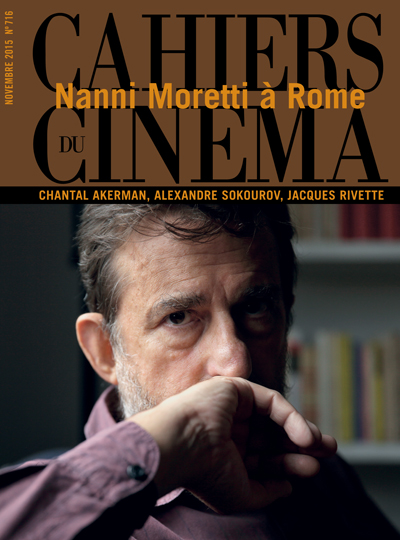 NOVEMBRE 2015 N°716
CAHIERS
Nanni Moretti à Rome
DU CINEMA
CHANTAL AKERMAN, ALEXANDRE SOKOUROV, JACQUES RIVETTE